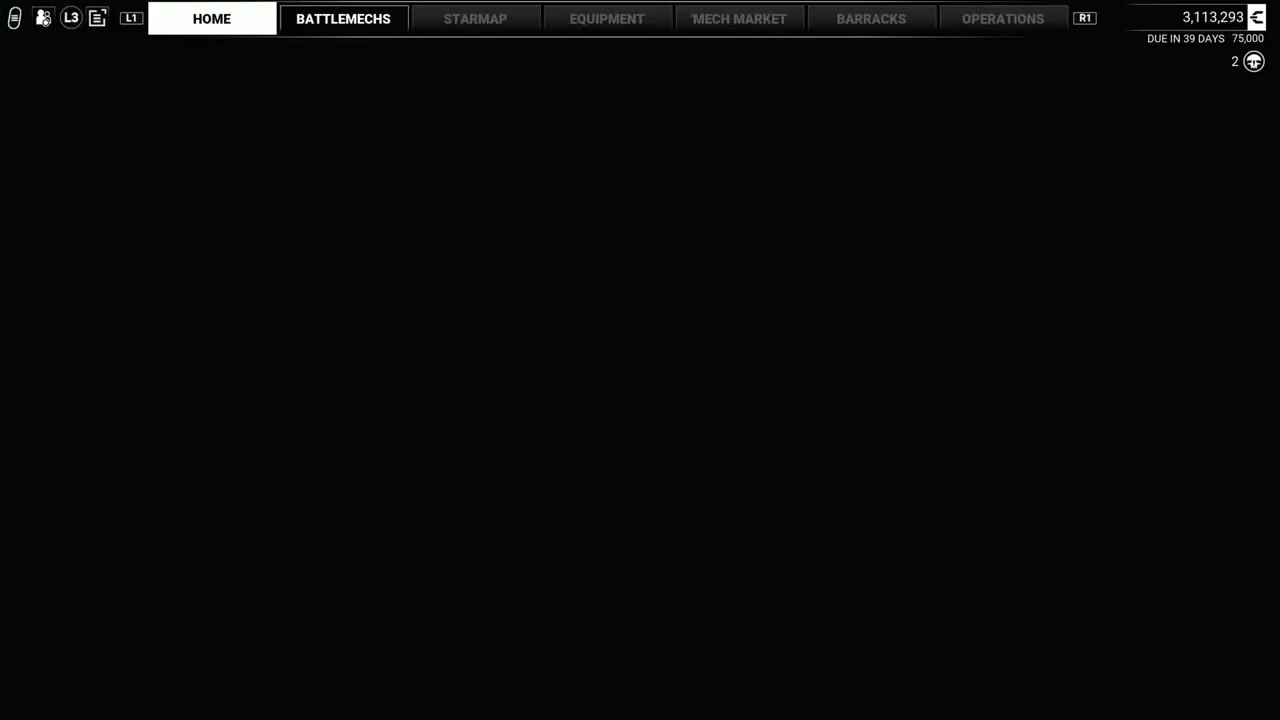 L3 L1 HOME BATTLEMECHS STARMAP EQUIPMENT 'MECH MARKET BARRACKS OPERATIONS R1 3,113,293
DUE IN 39 DAYS 75,000
2